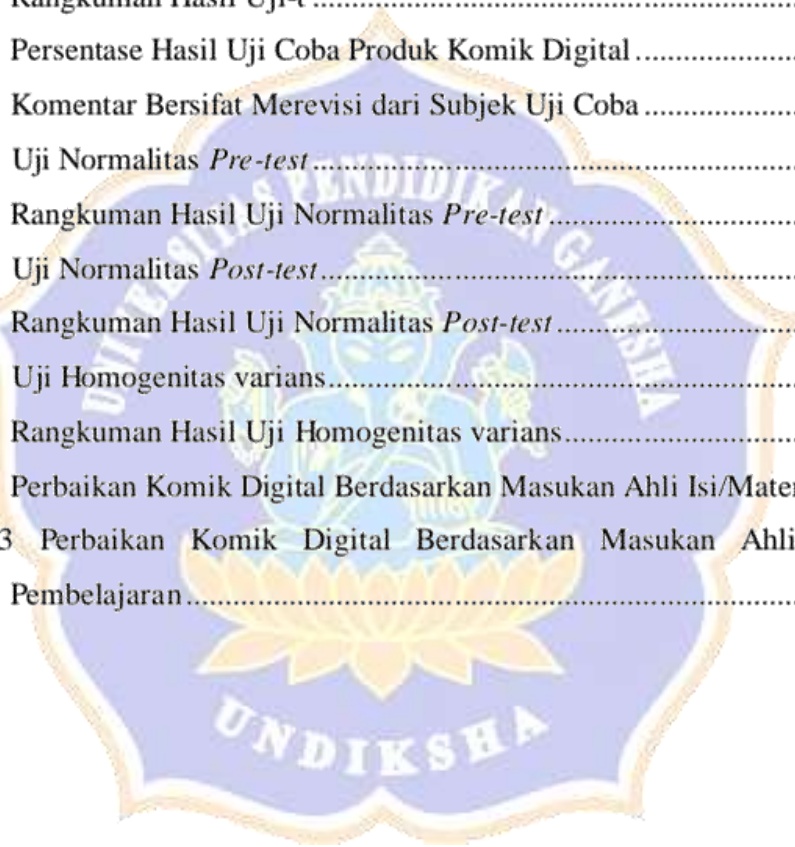 Rangkuman Hasil Uji-t ........................................................................
Persentase Hasil Uji Coba Produk Komik Digital ........................
Komentar Bersifat Merevisi dari Subjek Uji Coba ........................
Uji Normalitas Pre-test ........................................................................
Rangkuman Hasil Uji Normalitas Pre-test ....................................
Uji Normalitas Post-test ........................................................................
Rangkuman Hasil Uji Normalitas Post-test ....................................
Uji Homogenitas varians ........................................................................
Rangkuman Hasil Uji Homogenitas varians ....................................
Perbaikan Komik Digital Berdasarkan Masukan Ahli Isi/Mater
3 Perbaikan Komik Digital Berdasarkan Masukan Ahli
Pembelajaran ........................................................................
UNIVERSITAS PENDIDIKAN GANESHA
UNDIKSHA